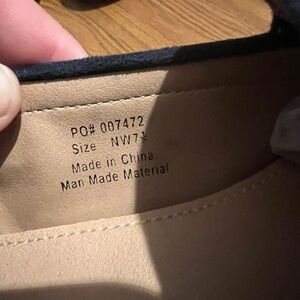 PO# 007472
Size NW7½
Made in China
Man Made Material